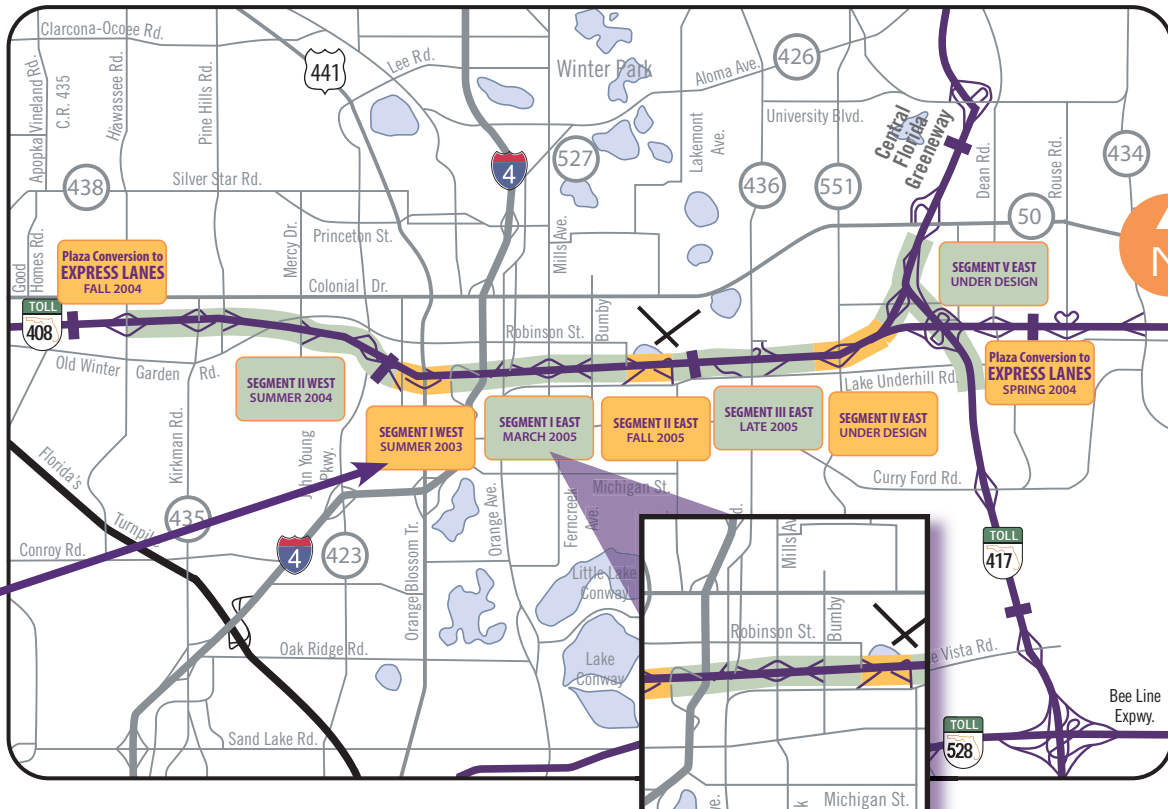 Clarcona-Ocoee Rd.
Apopka Vineland Rd.
C.R. 435
Hiawassee Rd.
Pine Hills Rd.
441
Lee Rd.
Winter Park
Aloma Ave.
426
University Blvd.
Lakemont
Ave.
Central
Florida
Greeneway
Dean Rd.
Rouse Rd.
434
438
Silver Star Rd.
4
527
436
551
50
N
Princeton St.
Mercy Dr.
Mills Ave.
Good
Homes Rd.
Plaza Conversion to
EXPRESS LANES
FALL 2004
Colonial Dr.
SEGMENT V EAST
UNDER DESIGN
TOLL
408
Robinson St.
Bumby
Old Winter Garden Rd.
SEGMENT II WEST
SUMMER 2004
Lake Underhill Rd.
Plaza Conversion to
EXPRESS LANES
SPRING 2004
SEGMENT I WEST
SUMMER 2003
SEGMENT I EAST
MARCH 2005
SEGMENT II EAST
FALL 2005
SEGMENT III EAST
LATE 2005
SEGMENT IV EAST
UNDER DESIGN
Kirkman Rd.
John Young
Pkwy.
Florida's
Turnpike
Curry Ford Rd.
Michigan St.
Orange Ave.
Ferncreek
Ave.
435
Conroy Rd.
4
423
Orange Blossom Tr.
TOLL
417
Little Lake
Conway
Lake
Conway
Oak Ridge Rd.
Sand Lake Rd.
Mills Av
Bumby
Robinson St.
e Vista Rd.
Bee Line
Expwy.
TOLL
528
Michigan St.
ve.
k
d.